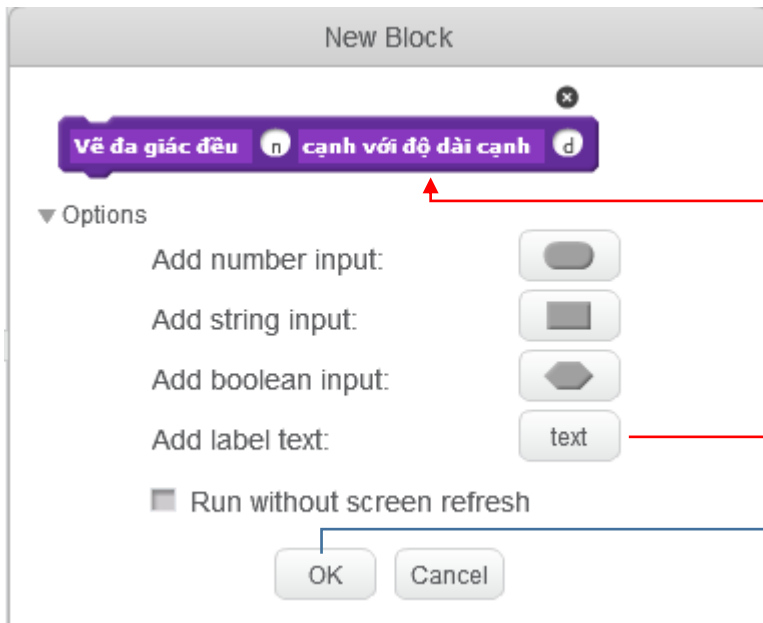 New Block
Vẽ đa giác đều n cạnh với độ dài cạnh d
Options
Add number input:
Add string input:
Add boolean input:
Add label text: text
Run without screen refresh
OK Cancel